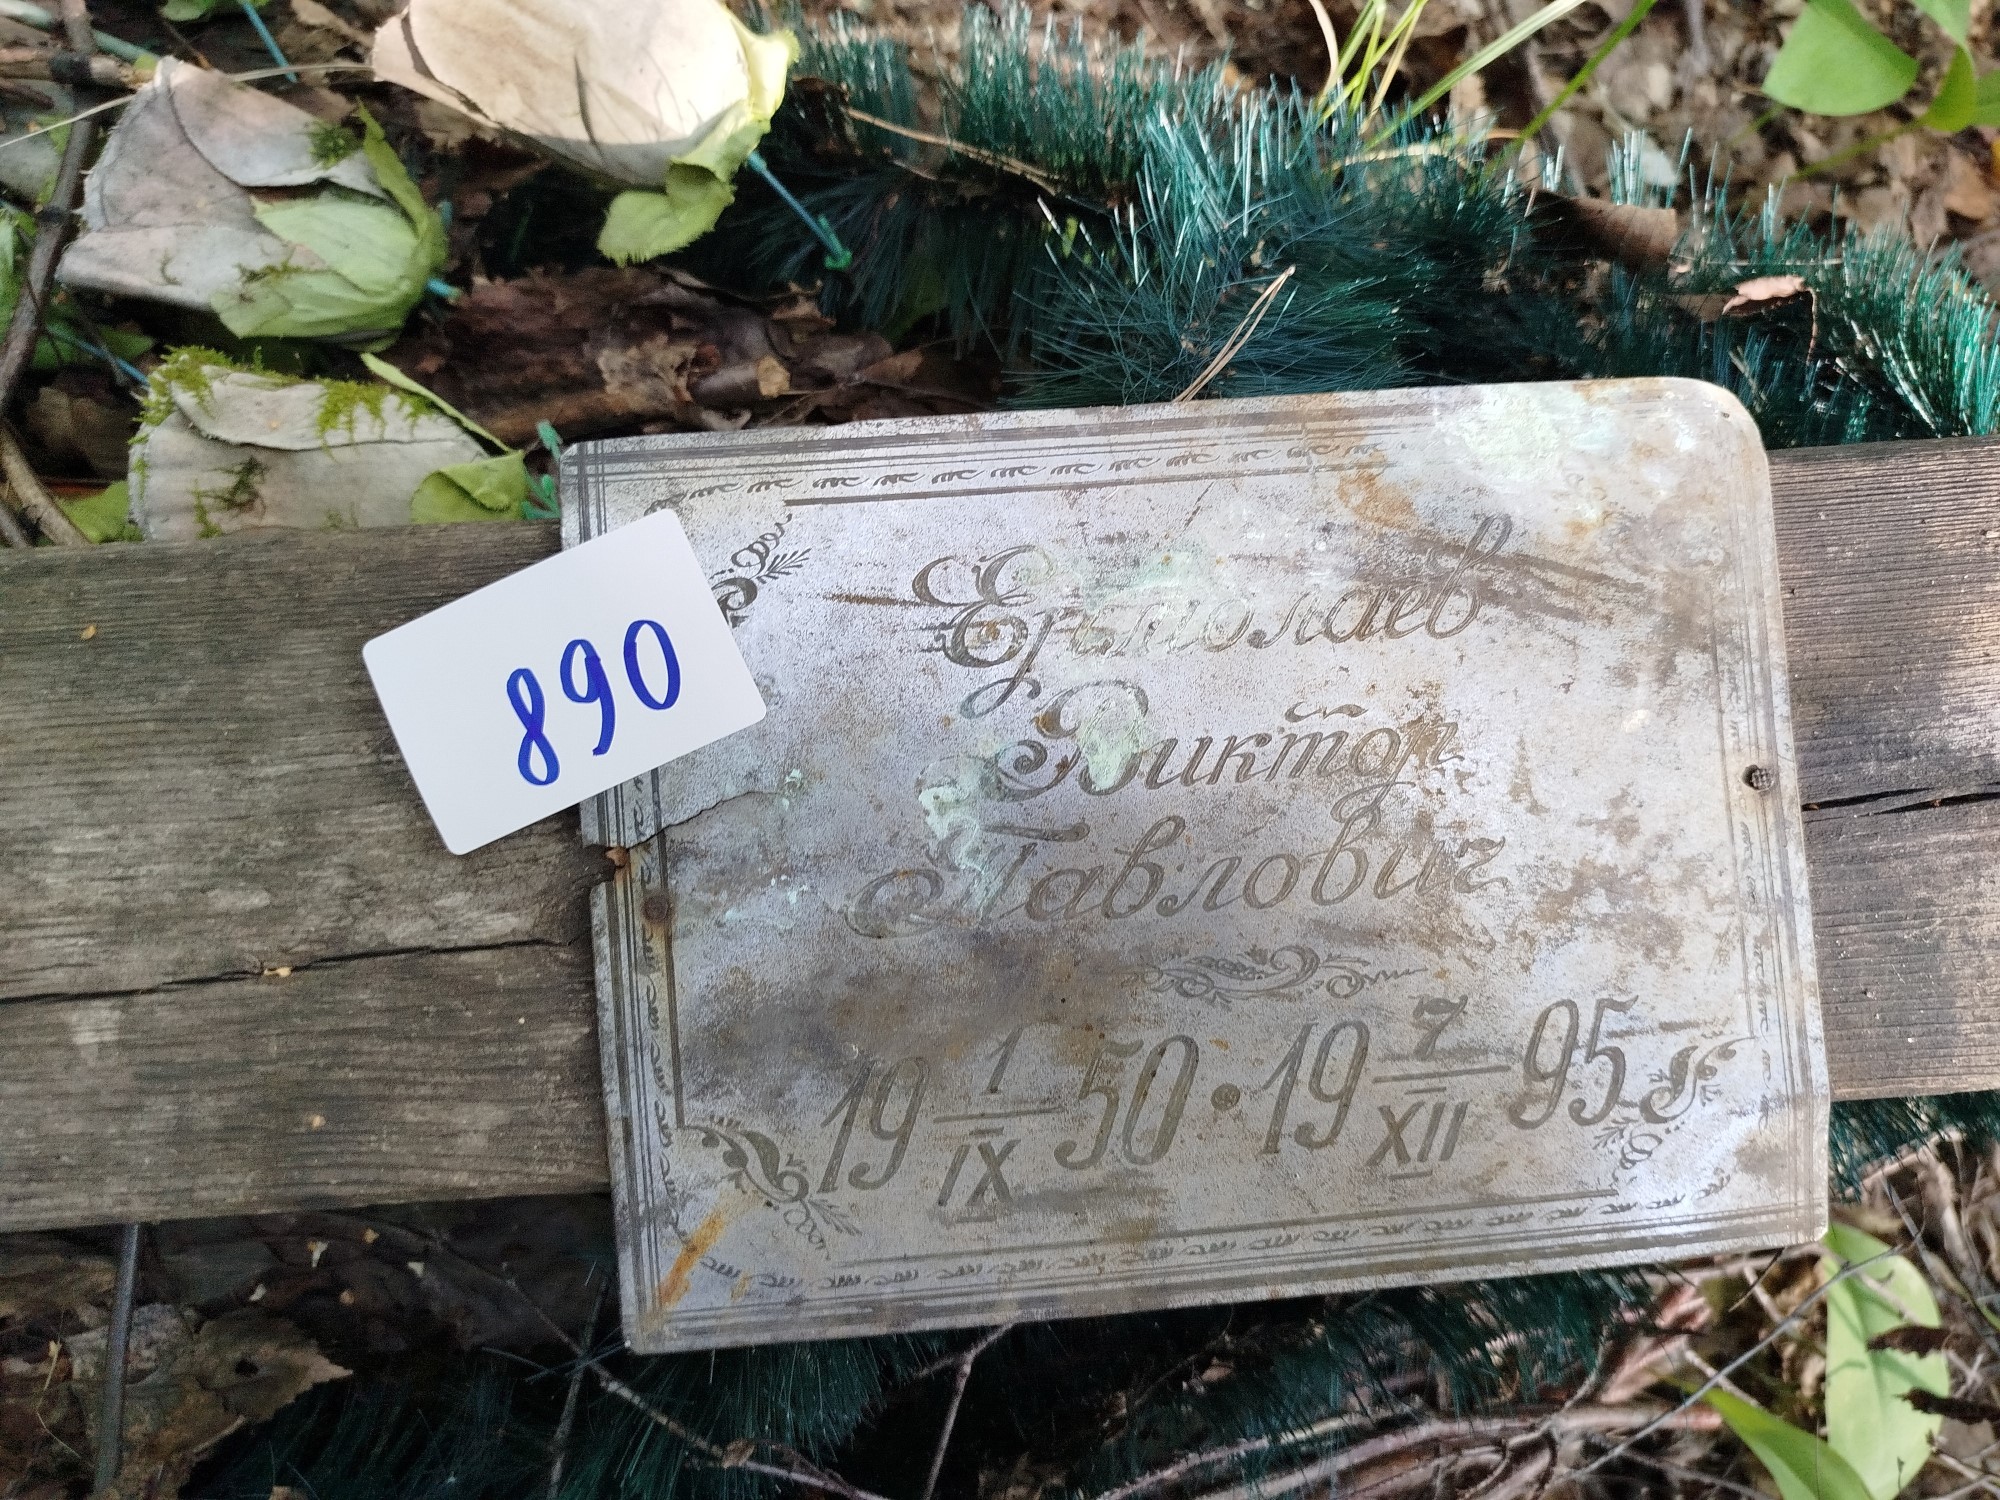 890
Ермолаев
Виктор
Павлович
19 1/IX 50 • 19 7/XII 95